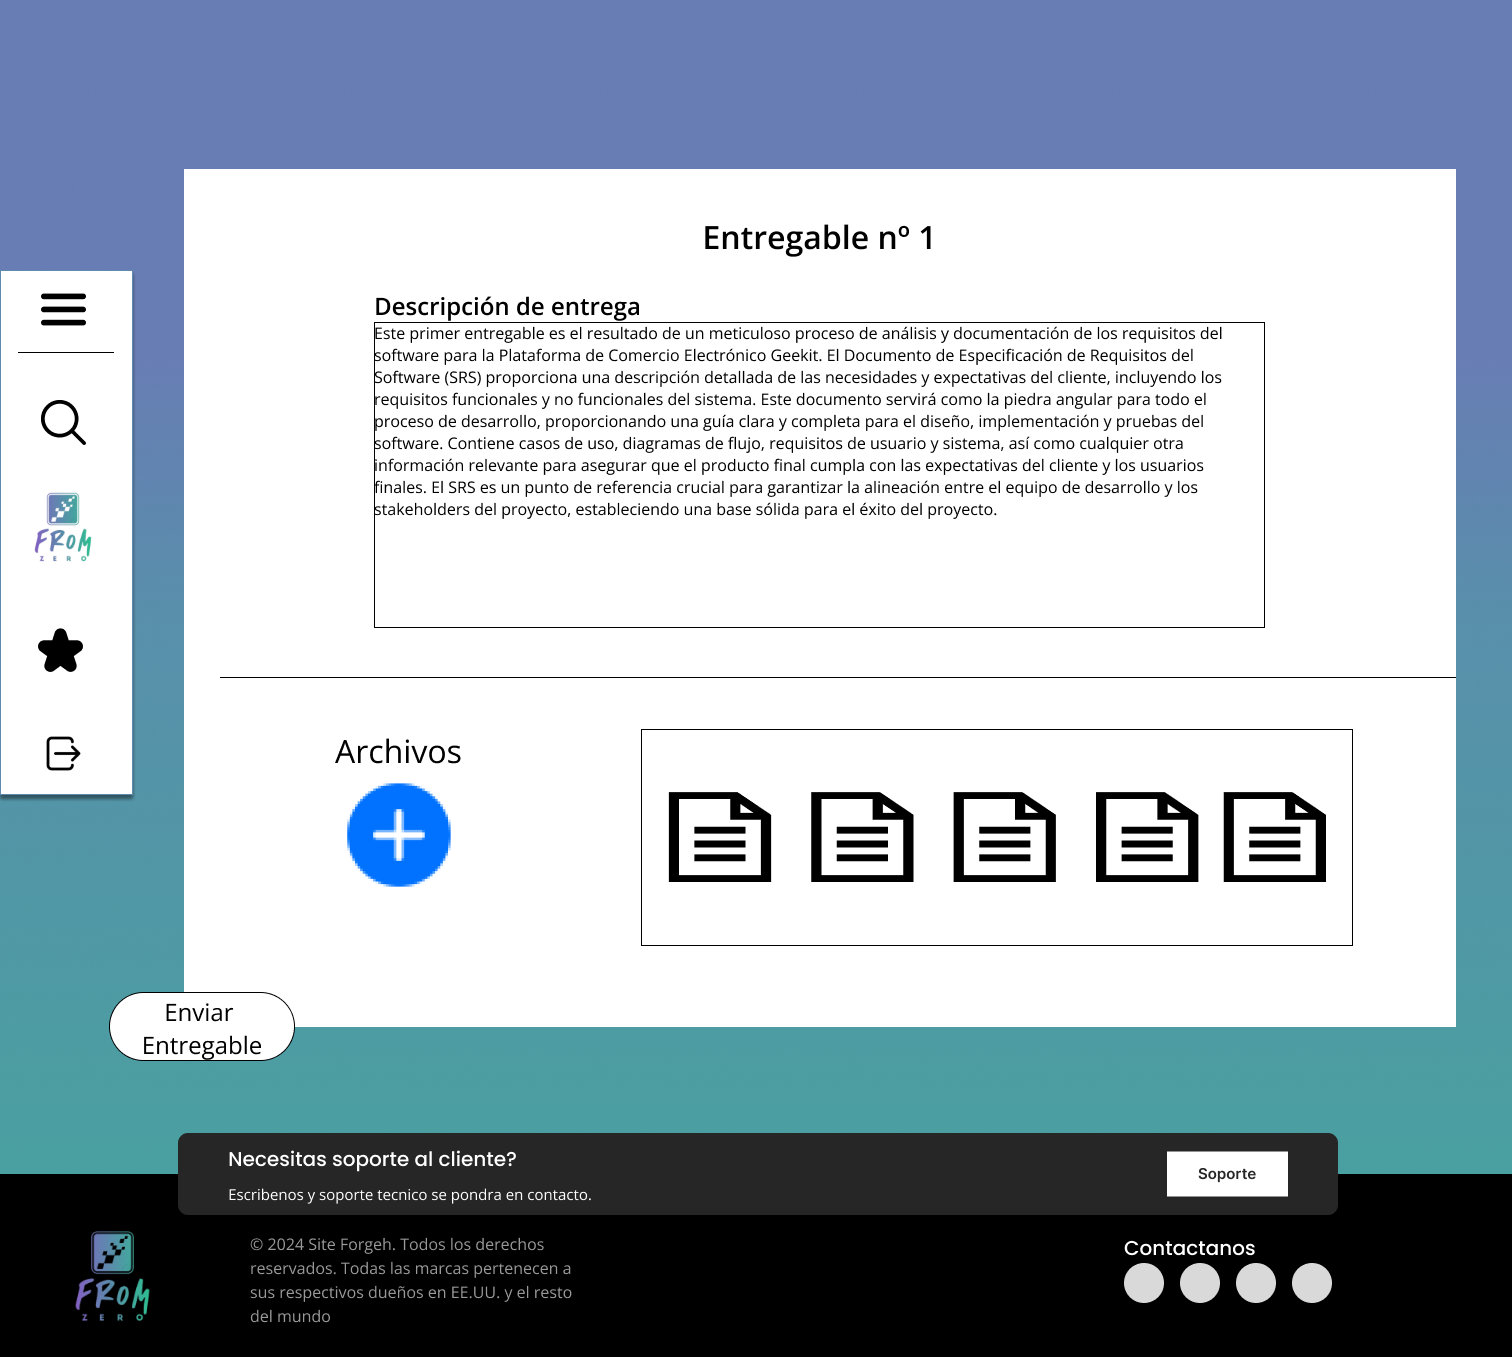 Entregable nº 1
Descripción de entrega
Este primer entregable es el resultado de un meticuloso proceso de análisis y documentación de los requisitos del
software para la Plataforma de Comercio Electrónico Geekit. El Documento de Especificación de Requisitos del
Software (SRS) proporciona una descripción detallada de las necesidades y expectativas del cliente, incluyendo los
requisitos funcionales y no funcionales del sistema. Este documento servirá como la piedra angular para todo el
proceso de desarrollo, proporcionando una guía clara y completa para el diseño, implementación y pruebas del
software. Contiene casos de uso, diagramas de flujo, requisitos de usuario y sistema, así como cualquier otra
información relevante para asegurar que el producto final cumpla con las expectativas del cliente y los usuarios
finales. El SRS es un punto de referencia crucial para garantizar la alineación entre el equipo de desarrollo y los
stakeholders del proyecto, estableciendo una base sólida para el éxito del proyecto.
FROM
ZERO
Archivos
Enviar
Entregable
Necesitas soporte al cliente?
Escribenos y soporte tecnico se pondra en contacto.
Soporte
FROM
ZERO
© 2024 Site Forgeh. Todos los derechos
reservados. Todas las marcas pertenecen a
sus respectivos dueños en EE.UU. y el resto
del mundo
Contactanos